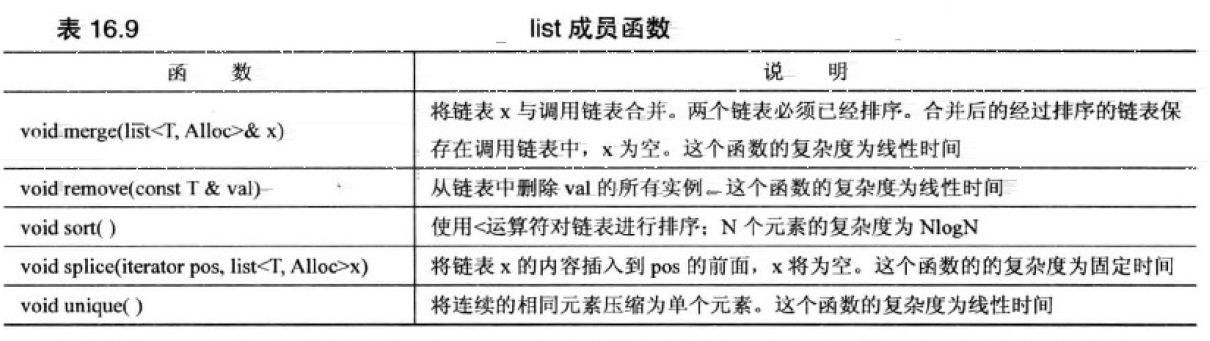 表 16.9 list 成员函数
函 数 说 明
void merge(list<T, Alloc>& x) 将链表 x 与调用链表合并。两个链表必须已经排序。合并后的经过排序的链表保
存在调用链表中，x 为空。这个函数的复杂度为线性时间
void remove(const T & val) 从链表中删除 val 的所有实例。这个函数的复杂度为线性时间
void sort( ) 使用<运算符对链表进行排序；N 个元素的复杂度为 NlogN
void splice(iterator pos, list<T, Alloc>x) 将链表 x 的内容插入到 pos 的前面，x 将为空。这个函数的的复杂度为固定时间
void unique( ) 将连续的相同元素压缩为单个元素。这个函数的复杂度为线性时间